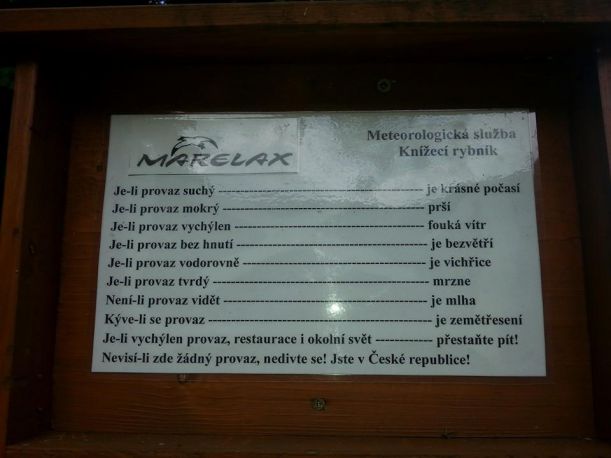 MARELAX
Meteorologická služba
Knížecí rybník
Je-li provaz suchý ---------------------------------------- je krásné počasí
Je-li provaz mokrý ---------------------------------------- prší
Je-li provaz vychýlen ------------------------------------- fouká vítr
Je-li provaz bez hnutí ------------------------------------- je bezvětří
Je-li provaz vodorovně ------------------------------------ je vichřice
Je-li provaz tvrdý ------------------------------------------ mrzne
Není-li provaz vidět ---------------------------------------- je mlha
Kýve-li se provaz ------------------------------------------- je zemětřesení
Je-li vychýlen provaz, restaurace i okolní svět ------------ přestaňte pít!
Nevisí-li zde žádný provaz, nedivte se! Jste v České republice!